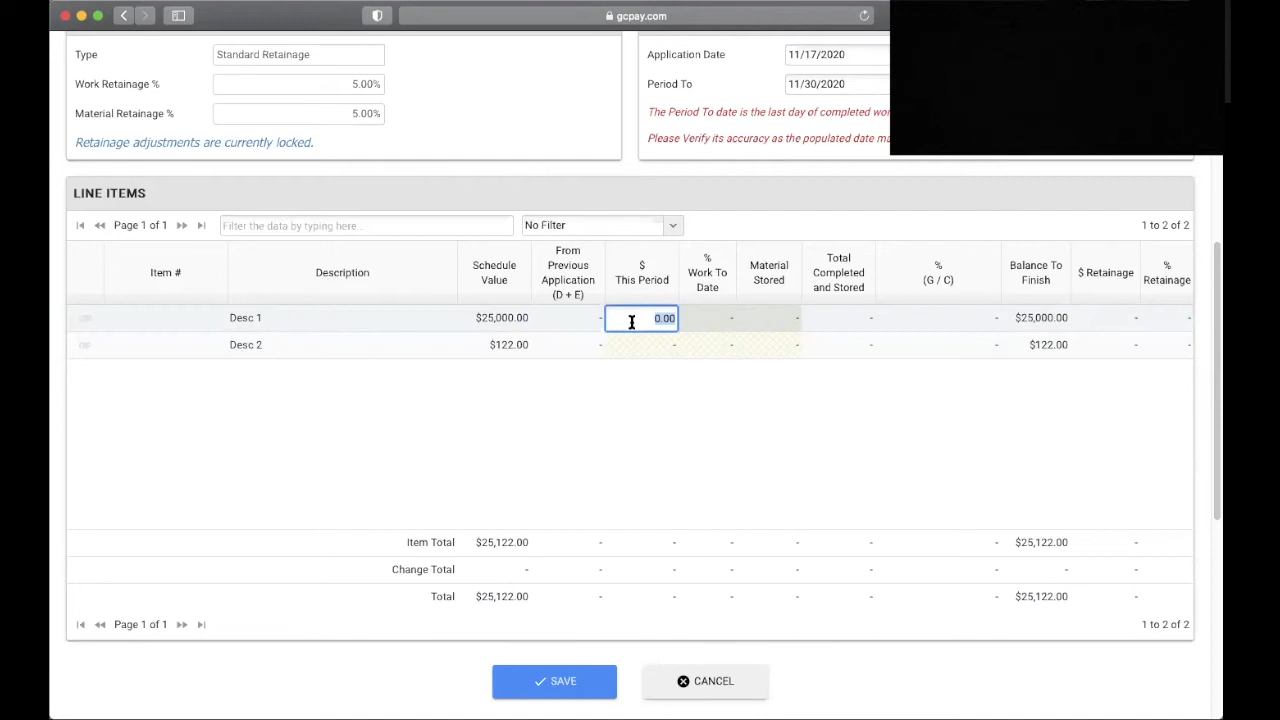 gcpay.com
Type
Standard Retainage
Work Retainage %
5.00%
Material Retainage %
5.00%
Retainage adjustments are currently locked.
Application Date
11/17/2020
Period To
11/30/2020
The Period To date is the last day of completed
Please Verify its accuracy as the populated date
LINE ITEMS
Page 1 of 1
Filter the data by typing here...
No Filter
1 to 2 of 2
Item #
Description
Schedule
Value
From
Previous
Application
(D + E)
$
This Period
%
Work To
Date
Material
Stored
Total
Completed
and Stored
%
(G / C)
Balance To
Finish
$ Retainage
%
Retainage
Desc 1 $25,000.00 - 0.00 - - - - $25,000.00 - -
Desc 2 $122.00 - - - - - - $122.00 - -
Item Total $25,122.00 - - - - - - $25,122.00 -
Change Total - - - - - - - - -
Total $25,122.00 - - - - - - $25,122.00 -
Page 1 of 1
1 to 2 of 2
SAVE
CANCEL